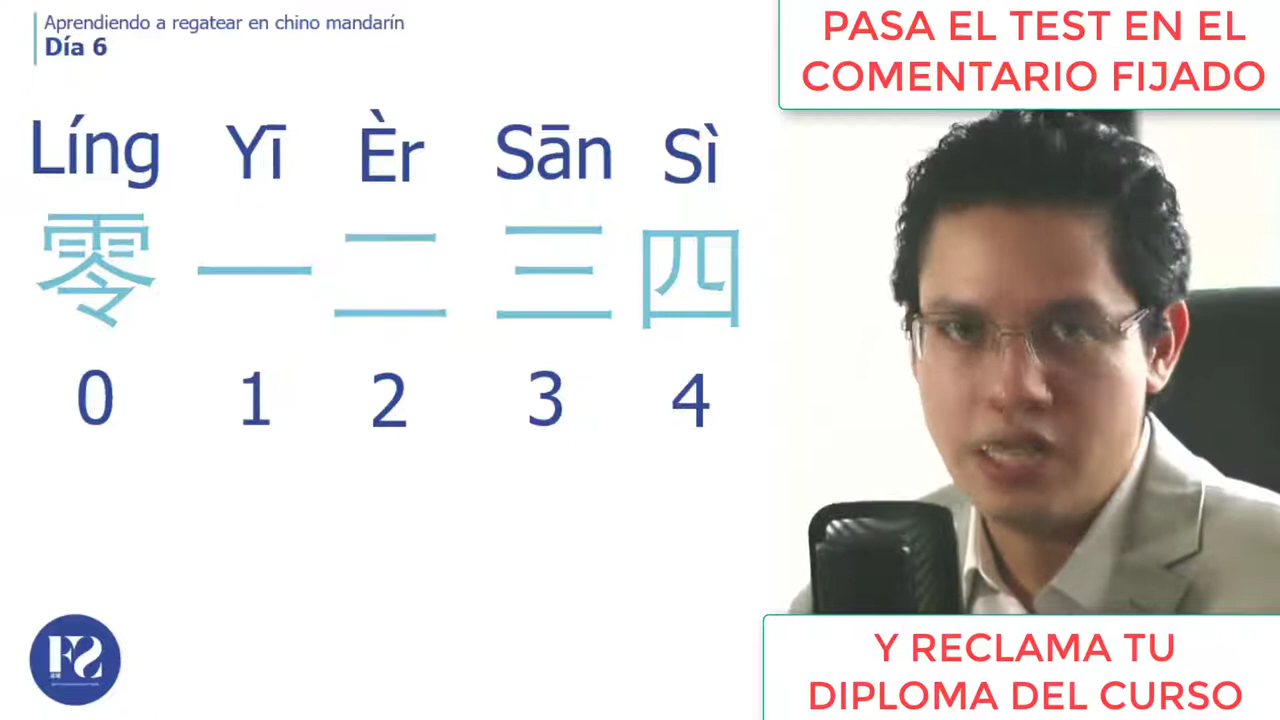 Aprendiendo a regatear en chino mandarín
Día 6
PASA EL TEST EN EL
COMENTARIO FIJADO
Líng Yī Èr Sān Sì
零 一 二 三 四
0 1 2 3 4
FS
Y RECLAMA TU
DIPLOMA DEL CURSO